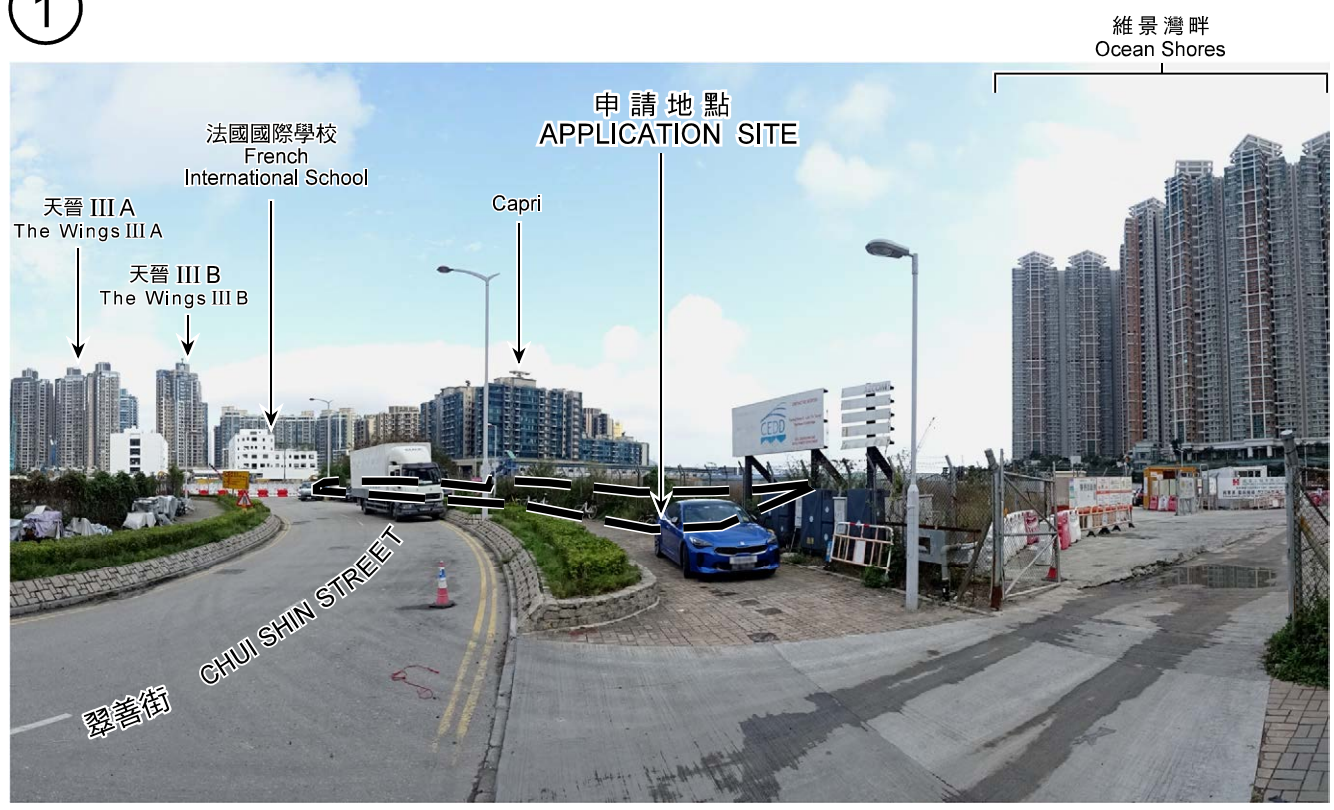 1
維景灣畔
Ocean Shores
申請地點
APPLICATION SITE
法國國際學校
French
International School
Capri
天晉 III A
The Wings III A
天晉 III B
The Wings III B
CEDD
CHUI SHIN STREET
翠善街